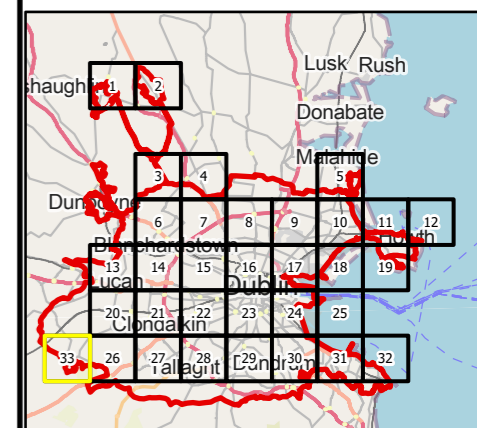 Lusk Rush
shaughlin
1 2
Donabate
Malahide
3 4 5
Dunboyne
6 7 8 9 10 11 12
Howth
Blanchardstown
13 14 15 16 17 18 19
Lucan
Dublin
20 21 22 23 24 25
Clondalkin
33 26 27 28 29 30 31 32
Tallaght Dundrum